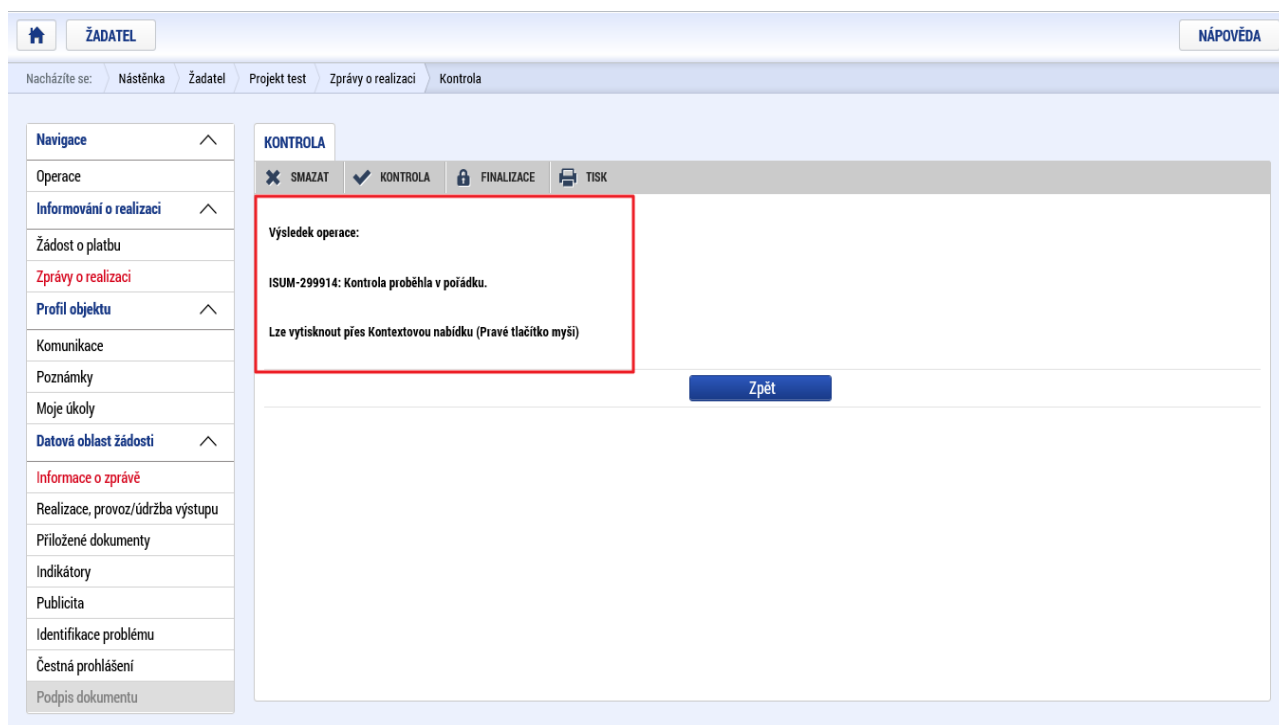 ŽADATEL
NÁPOVĚDA
Nacházíte se: Nástěnka Žadatel Projekt test Zprávy o realizaci Kontrola
Navigace
Operace
Informování o realizaci
Žádost o platbu
Zprávy o realizaci
Profil objektu
Komunikace
Poznámky
Moje úkoly
Datová oblast žádosti
Informace o zprávě
Realizace, provoz/údržba výstupu
Přiložené dokumenty
Indikátory
Publicita
Identifikace problému
Čestná prohlášení
Podpis dokumentu
KONTROLA
SMAZAT KONTROLA FINALIZACE TISK
Výsledek operace:
ISUM-299914: Kontrola proběhla v pořádku.
Lze vytisknout přes Kontextovou nabídku (Pravé tlačítko myši)
Zpět